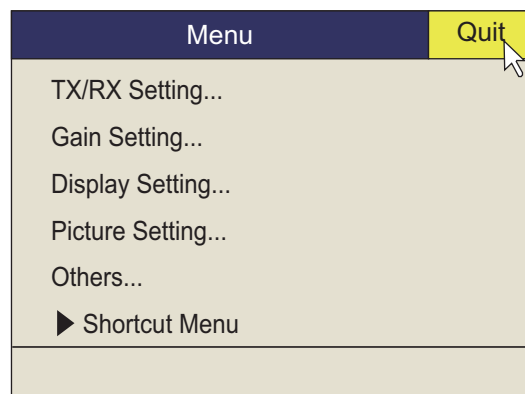 Menu
Quit
TX/RX Setting...
Gain Setting...
Display Setting...
Picture Setting...
Others...
▶ Shortcut Menu